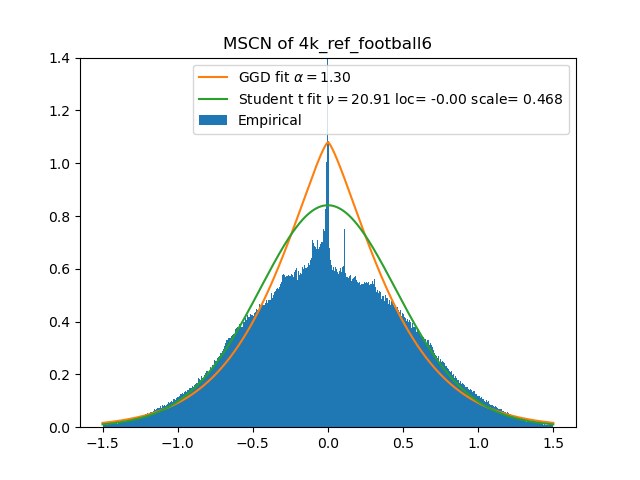 MSCN of 4k_ref_football6
GGD fit α = 1.30
Student t fit ν = 20.91 loc= -0.00 scale= 0.468
Empirical
1.4
1.2
1.0
0.8
0.6
0.4
0.2
0.0
−1.5 −1.0 −0.5 0.0 0.5 1.0 1.5